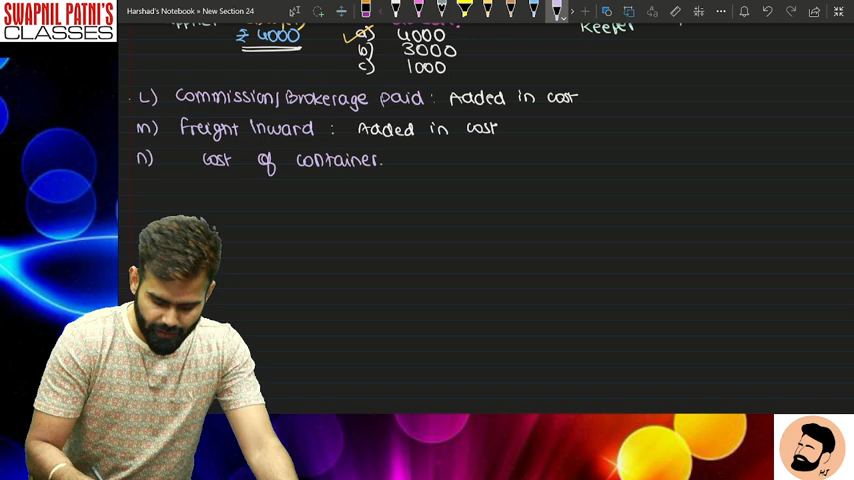 SWAPNIL PATNI'S
CLASSES
Harshad's Notebook » New Section 24
₹ 4000
a) 4000
b) 3000
c) 1000
Keeper
L) Commission/Brokerage paid : Added in cost
m) Freight Inward : Added in cost
n) cost of container.
HJ